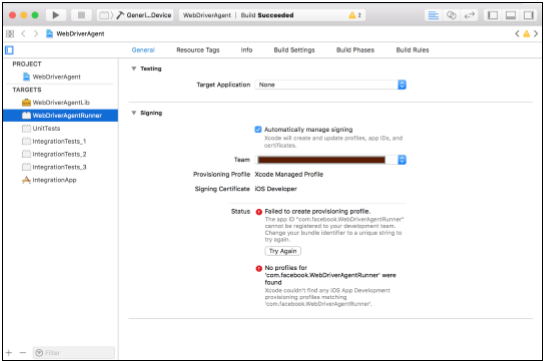 Generi...Device
WebDriverAgent | Build Succeeded
2
WebDriverAgent
General Resource Tags Info Build Settings Build Phases Build Rules
PROJECT
WebDriverAgent
TARGETS
WebDriverAgentLib
WebDriverAgentRunner
UnitTests
IntegrationTests_1
IntegrationTests_2
IntegrationTests_3
IntegrationApp
Filter
Testing
Target Application None
Signing
Automatically manage signing
Xcode will create and update profiles, app IDs, and
certificates.
Team
Provisioning Profile Xcode Managed Profile
Signing Certificate iOS Developer
Status Failed to create provisioning profile.
The app ID "com.facebook.WebDriverAgentRunner"
cannot be registered to your development team.
Change your bundle identifier to a unique string to
try again.
Try Again
No profiles for
'com.facebook.WebDriverAgentRunner' were
found
Xcode couldn't find any iOS App Development
provisioning profiles matching
'com.facebook.WebDriverAgentRunner'.